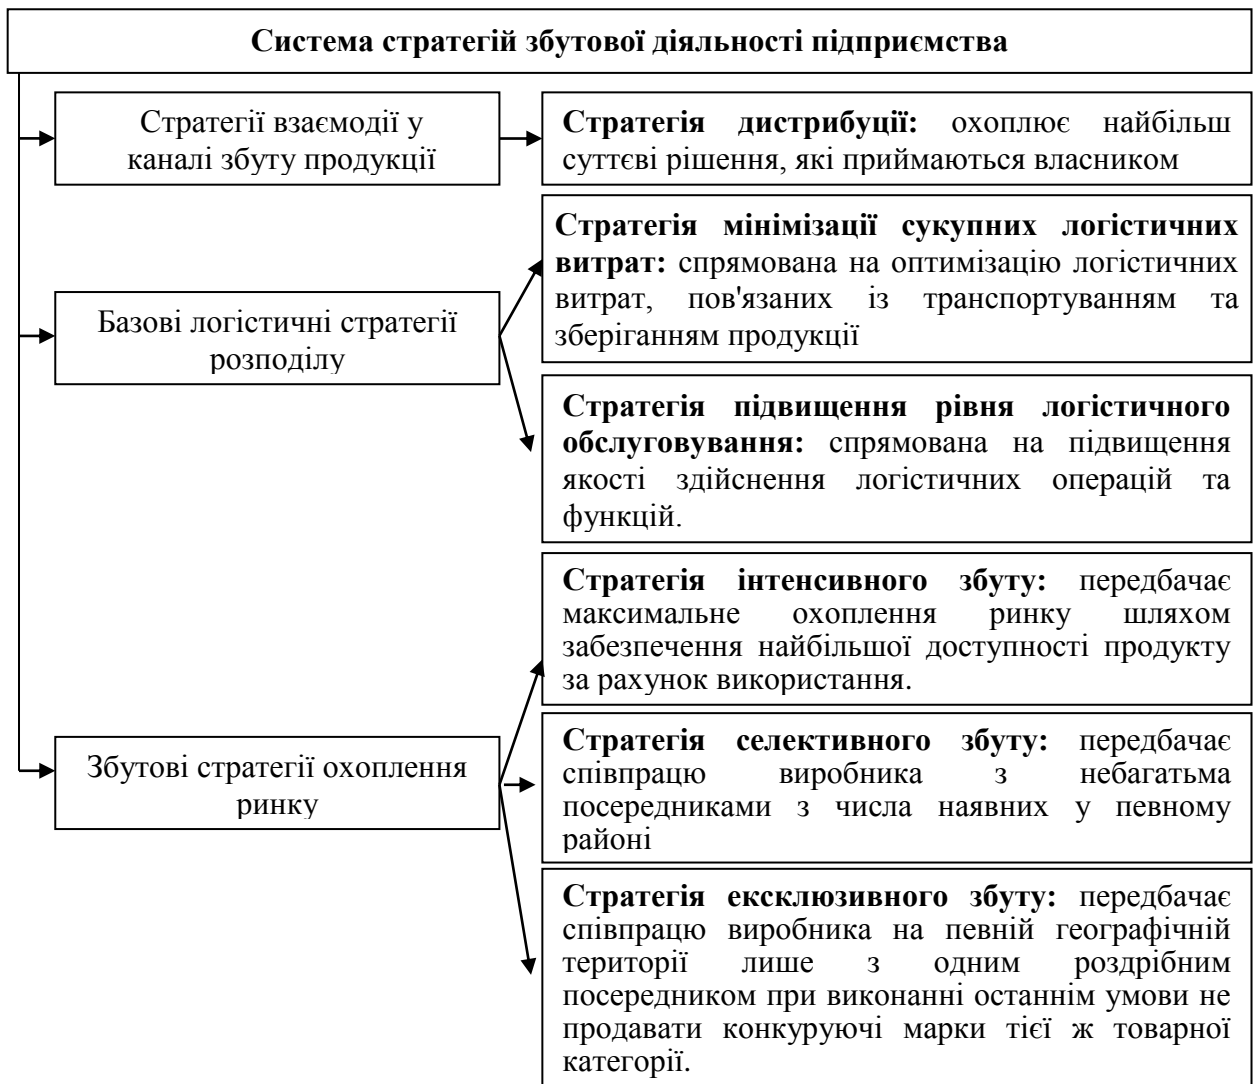 Система стратегій збутової діяльності підприємства
Стратегії взаємодії у
каналі збуту продукції
Стратегія дистрибуції: охоплює найбільш
суттєві рішення, які приймаються власником
Базові логістичні стратегії
розподілу
Стратегія мінімізації сукупних логістичних
витрат: спрямована на оптимізацію логістичних
витрат, пов'язаних із транспортуванням та
зберіганням продукції
Стратегія підвищення рівня логістичного
обслуговування: спрямована на підвищення
якості здійснення логістичних операцій та
функцій.
Збутові стратегії охоплення
ринку
Стратегія інтенсивного збуту: передбачає
максимальне охоплення ринку шляхом
забезпечення найбільшої доступності продукту
за рахунок використання.
Стратегія селективного збуту: передбачає
співпрацю виробника з небагатьма
посередниками з числа наявних у певному
районі
Стратегія ексклюзивного збуту: передбачає
співпрацю виробника на певній географічній
території лише з одним роздрібним
посередником при виконанні останнім умови не
продавати конкуруючі марки тієї ж товарної
категорії.